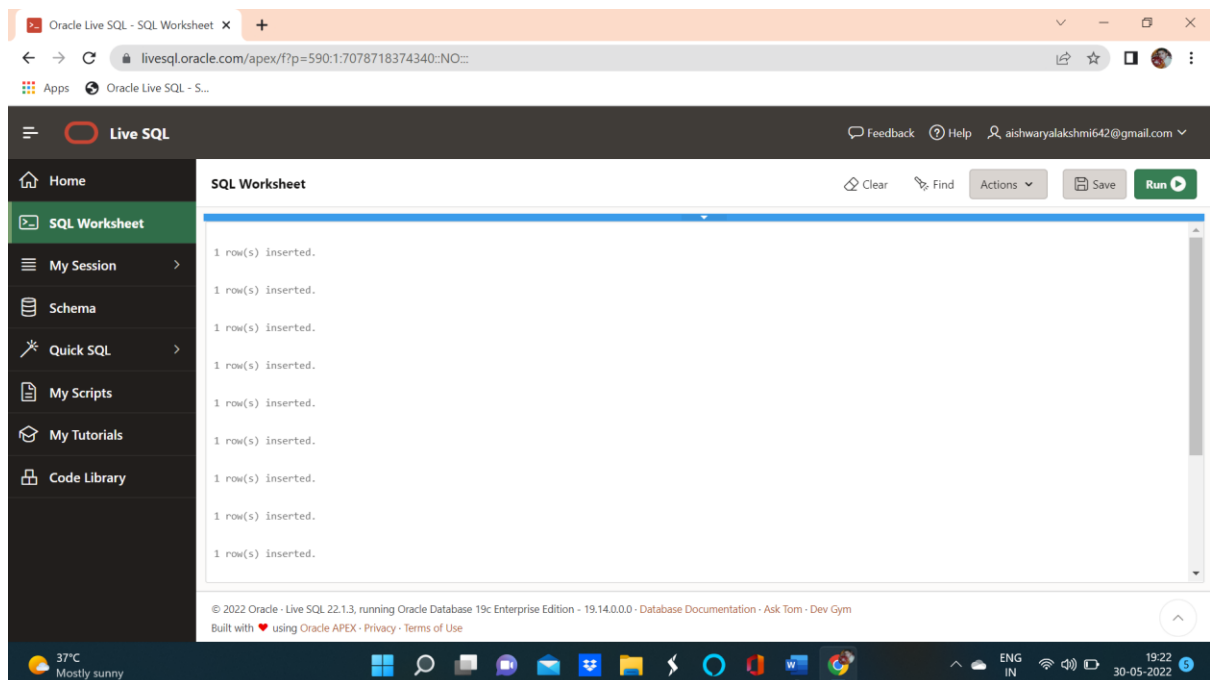 Oracle Live SQL - SQL Worksheet
livesql.oracle.com/apex/f?p=590:1:7078718374340::NO:::
Apps Oracle Live SQL - S...
Live SQL Feedback Help aishwaryalakshmi642@gmail.com
Home
SQL Worksheet
My Session
Schema
Quick SQL
My Scripts
My Tutorials
Code Library
SQL Worksheet Clear Find Actions Save Run
1 row(s) inserted.
1 row(s) inserted.
1 row(s) inserted.
1 row(s) inserted.
1 row(s) inserted.
1 row(s) inserted.
1 row(s) inserted.
1 row(s) inserted.
1 row(s) inserted.
© 2022 Oracle · Live SQL 22.1.3, running Oracle Database 19c Enterprise Edition - 19.14.0.0.0 · Database Documentation · Ask Tom · Dev Gym
Built with ♥ using Oracle APEX · Privacy · Terms of Use
37°C
Mostly sunny
ENG
IN
19:22
30-05-2022
5